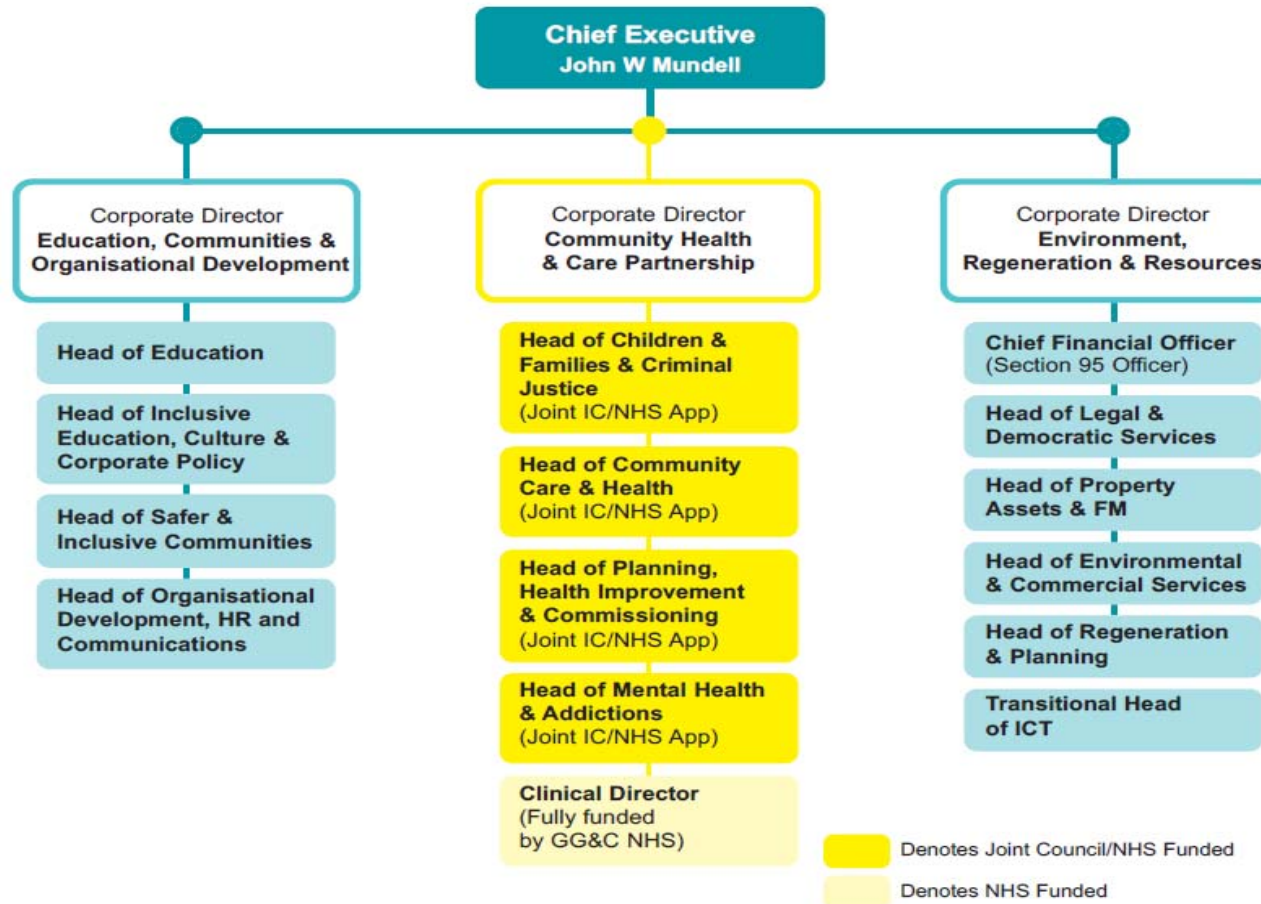 Chief Executive
John W Mundell
Corporate Director
Education, Communities &
Organisational Development
Head of Education
Head of Inclusive
Education, Culture &
Corporate Policy
Head of Safer &
Inclusive Communities
Head of Organisational
Development, HR and
Communications
Corporate Director
Community Health
& Care Partnership
Head of Children &
Families & Criminal
Justice
(Joint IC/NHS App)
Head of Community
Care & Health
(Joint IC/NHS App)
Head of Planning,
Health Improvement
& Commissioning
(Joint IC/NHS App)
Head of Mental Health
& Addictions
(Joint IC/NHS App)
Clinical Director
(Fully funded
by GG&C NHS)
Corporate Director
Environment,
Regeneration & Resources
Chief Financial Officer
(Section 95 Officer)
Head of Legal &
Democratic Services
Head of Property
Assets & FM
Head of Environmental
& Commercial Services
Head of Regeneration
& Planning
Transitional Head
of ICT
Denotes Joint Council/NHS Funded
Denotes NHS Funded